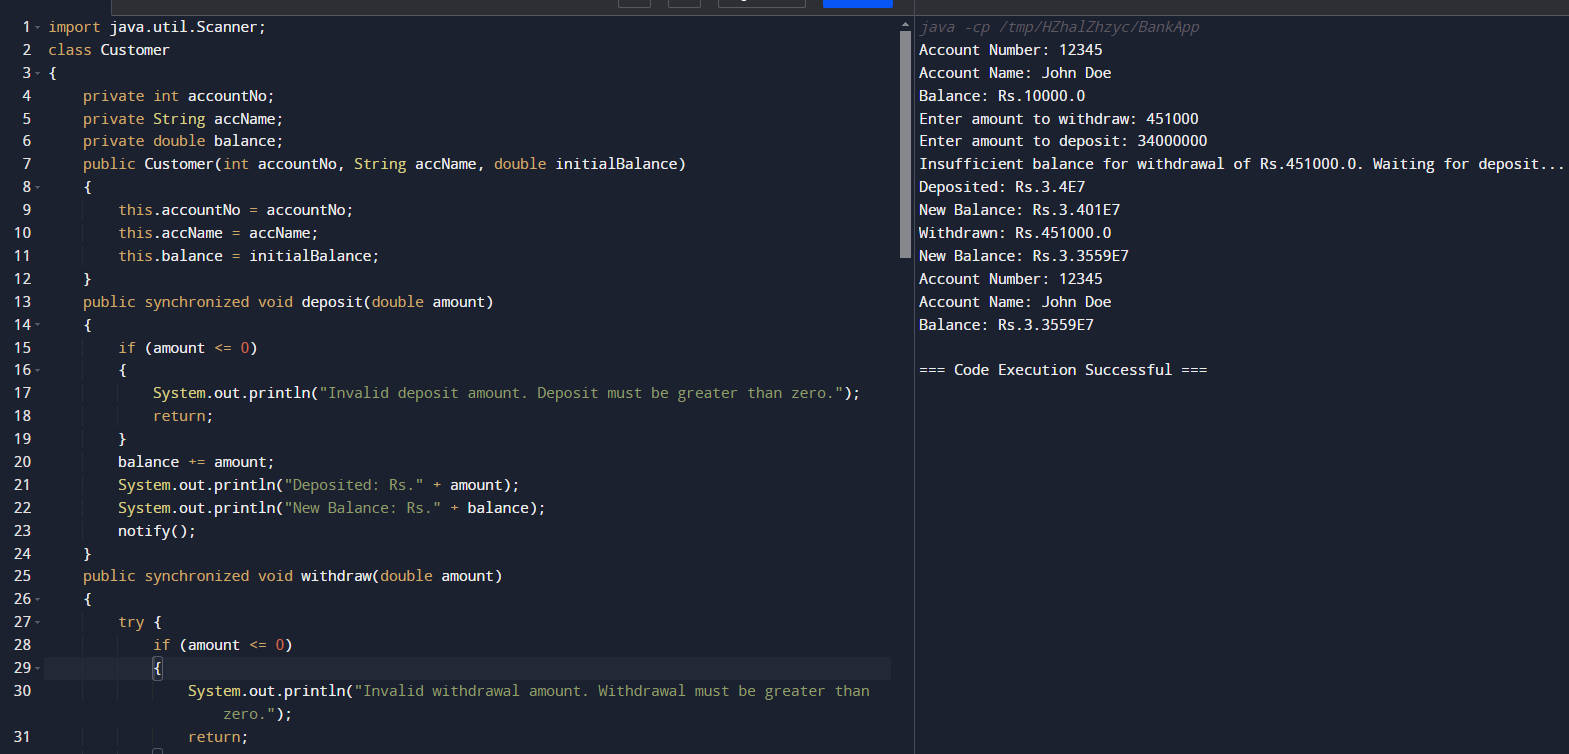 1 import java.util.Scanner;
2 class Customer
3 {
4 private int accountNo;
5 private String accName;
6 private double balance;
7 public Customer(int accountNo, String accName, double initialBalance)
8 {
9 this.accountNo = accountNo;
10 this.accName = accName;
11 this.balance = initialBalance;
12 }
13 public synchronized void deposit(double amount)
14 {
15 if (amount <= 0)
16 {
17 System.out.println("Invalid deposit amount. Deposit must be greater than zero.");
18 return;
19 }
20 balance += amount;
21 System.out.println("Deposited: Rs." + amount);
22 System.out.println("New Balance: Rs." + balance);
23 notify();
24 }
25 public synchronized void withdraw(double amount)
26 {
27 try {
28 if (amount <= 0)
29 {
30 System.out.println("Invalid withdrawal amount. Withdrawal must be greater than
zero.");
31 return;
java -cp /tmp/HZhalZhzyc/BankApp
Account Number: 12345
Account Name: John Doe
Balance: Rs.10000.0
Enter amount to withdraw: 451000
Enter amount to deposit: 34000000
Insufficient balance for withdrawal of Rs.451000.0. Waiting for deposit...
Deposited: Rs.3.4E7
New Balance: Rs.3.401E7
Withdrawn: Rs.451000.0
New Balance: Rs.3.3559E7
Account Number: 12345
Account Name: John Doe
Balance: Rs.3.3559E7
=== Code Execution Successful ===